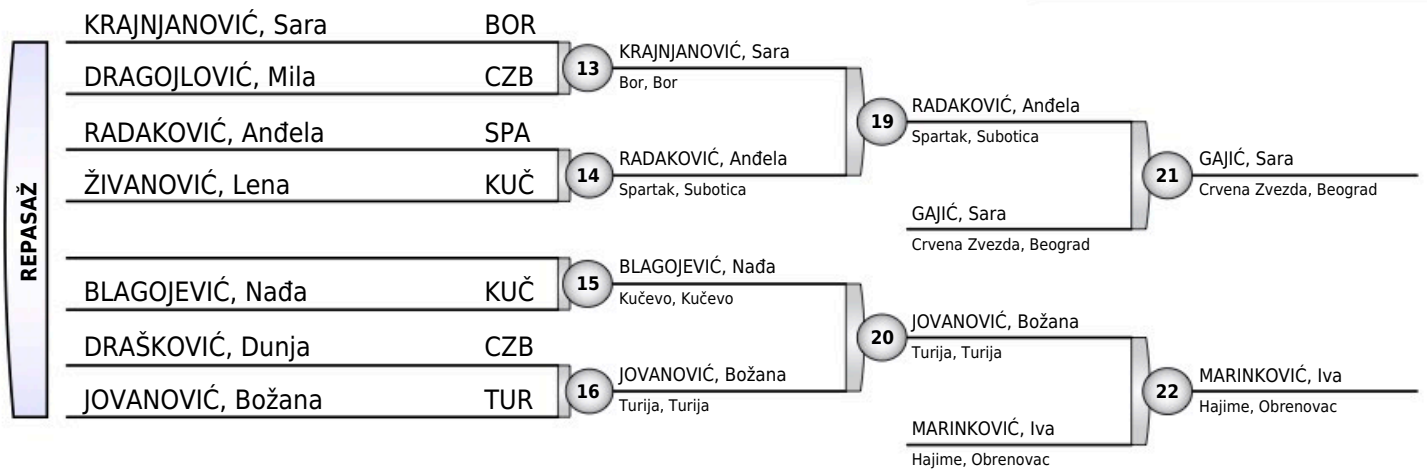 REPASAŽ
KRAJNJANOVIĆ, Sara BOR
DRAGOJLOVIĆ, Mila CZB
RADAKOVIĆ, Anđela SPA
ŽIVANOVIĆ, Lena KUČ
BLAGOJEVIĆ, Nađa KUČ
DRAŠKOVIĆ, Dunja CZB
JOVANOVIĆ, Božana TUR
13
KRAJNJANOVIĆ, Sara
Bor, Bor
14
RADAKOVIĆ, Anđela
Spartak, Subotica
15
BLAGOJEVIĆ, Nađa
Kučevo, Kučevo
16
JOVANOVIĆ, Božana
Turija, Turija
19
RADAKOVIĆ, Anđela
Spartak, Subotica
GAJIĆ, Sara
Crvena Zvezda, Beograd
20
JOVANOVIĆ, Božana
Turija, Turija
MARINKOVIĆ, Iva
Hajime, Obrenovac
21
GAJIĆ, Sara
Crvena Zvezda, Beograd
22
MARINKOVIĆ, Iva
Hajime, Obrenovac